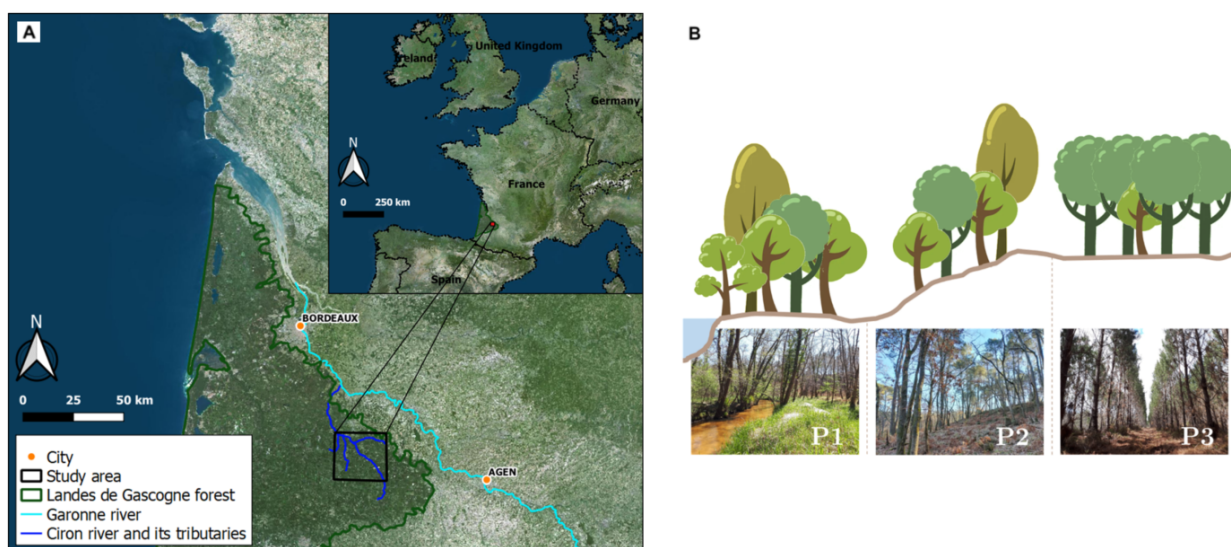 A
United Kingdom
Ireland
Germany
N
France
0 250 km
Spain
BORDEAUX
N
0 25 50 km
AGEN
City
Study area
Landes de Gascogne forest
Garonne river
Ciron river and its tributaries
B
P1 P2 P3